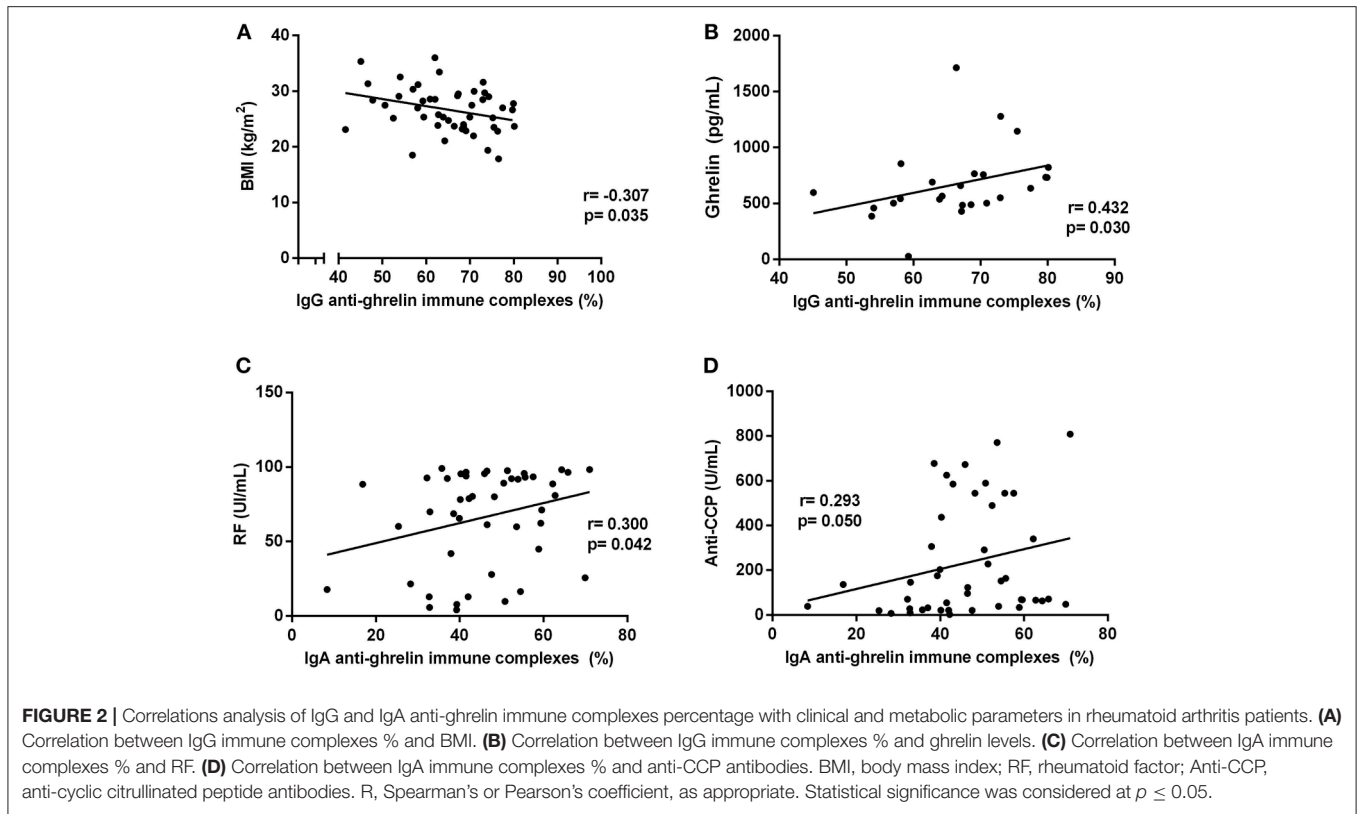 A
40
30
20
10
0
BMI (kg/m²)
r= -0.307
p= 0.035
40 50 60 70 80 90 100
IgG anti-ghrelin immune complexes (%)
B
2000
1500
1000
500
0
Ghrelin (pg/mL)
r= 0.432
p= 0.030
40 50 60 70 80 90
IgG anti-ghrelin immune complexes (%)
C
150
100
50
0
RF (UI/mL)
r= 0.300
p= 0.042
0 20 40 60 80
IgA anti-ghrelin immune complexes (%)
D
1000
800
600
400
200
0
Anti-CCP (U/mL)
r= 0.293
p= 0.050
0 20 40 60 80
IgA anti-ghrelin immune complexes (%)
FIGURE 2 | Correlations analysis of IgG and IgA anti-ghrelin immune complexes percentage with clinical and metabolic parameters in rheumatoid arthritis patients. (A)
Correlation between IgG immune complexes % and BMI. (B) Correlation between IgG immune complexes % and ghrelin levels. (C) Correlation between IgA immune
complexes % and RF. (D) Correlation between IgA immune complexes % and anti-CCP antibodies. BMI, body mass index; RF, rheumatoid factor; Anti-CCP,
anti-cyclic citrullinated peptide antibodies. R, Spearman's or Pearson's coefficient, as appropriate. Statistical significance was considered at p ≤ 0.05.